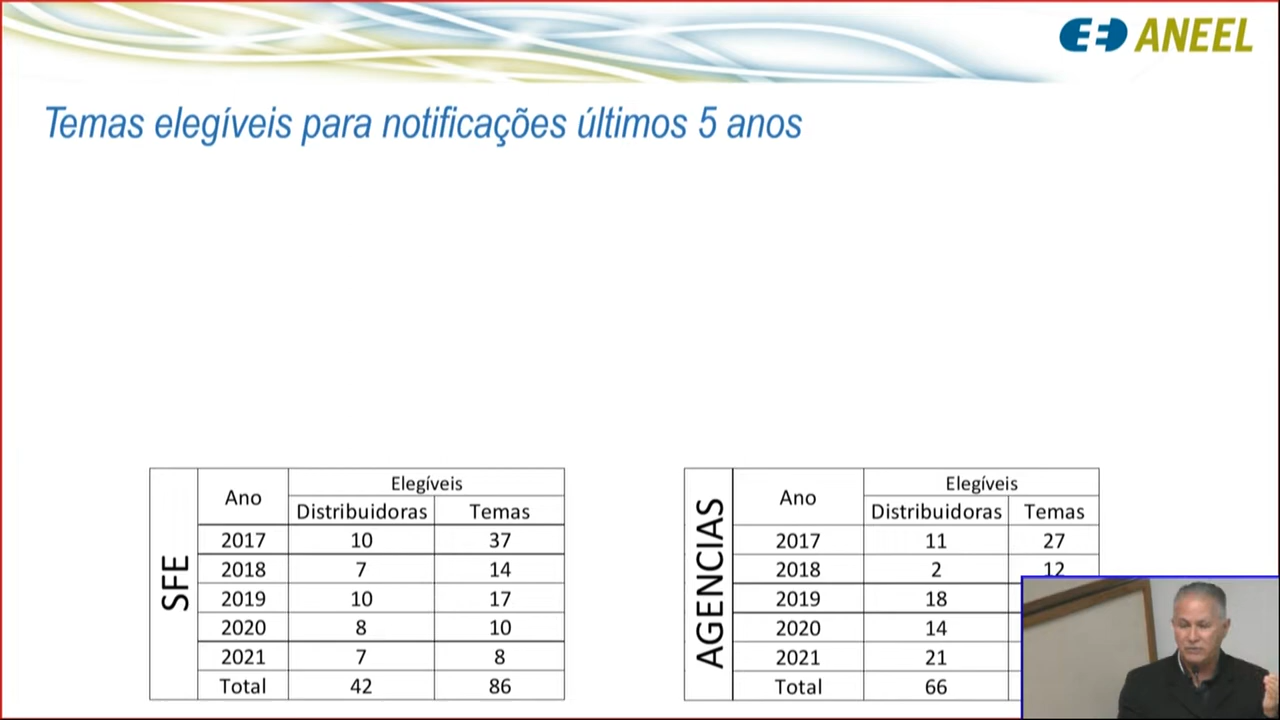 ANEEL
Temas elegíveis para notificações últimos 5 anos
SFE
Ano Elegíveis
Distribuidoras Temas
2017 10 37
2018 7 14
2019 10 17
2020 8 10
2021 7 8
Total 42 86
AGENCIAS
Ano Elegíveis
Distribuidoras Temas
2017 11 27
2018 2 12
2019 18
2020 14
2021 21
Total 66